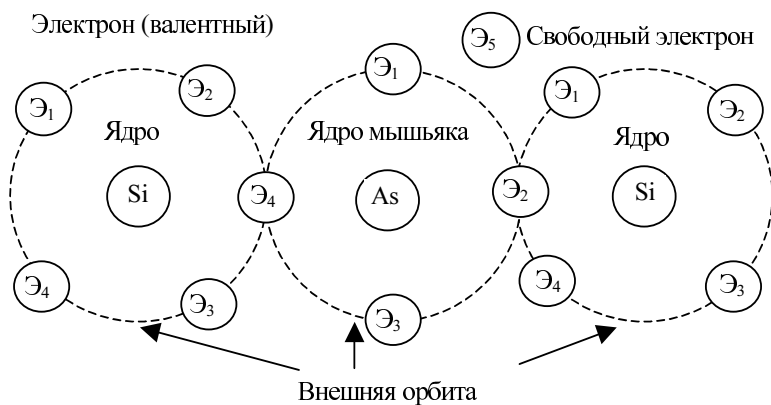 Электрон (валентный)
Э₅ Свободный электрон
Э₁ Э₂ Э₁ Э₁ Э₂
Ядро Ядро мышьяка Ядро
Si Э₄ As Э₂ Si
Э₄ Э₃ Э₃ Э₄ Э₃
Внешняя орбита